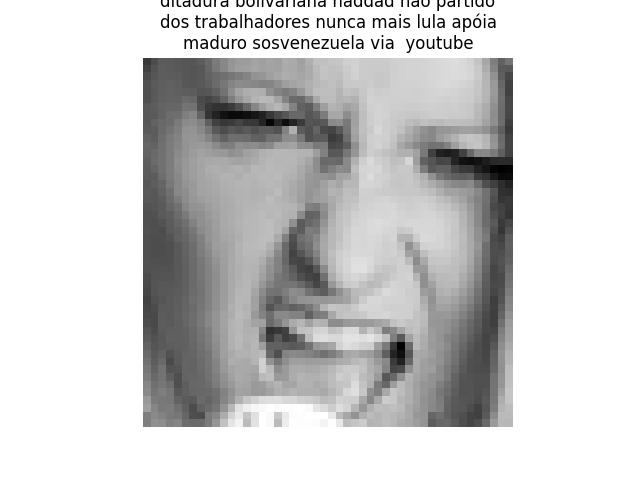 ditadura bolivariana haddad não partido
dos trabalhadores nunca mais lula apóia
maduro sosvenezuela via  youtube